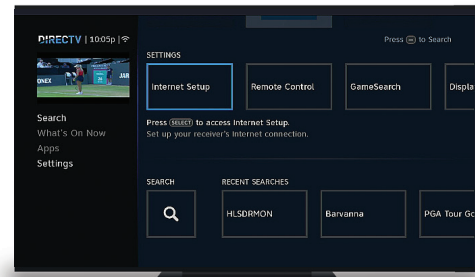 DIRECTV | 10:05p |
Press to Search
SETTINGS
Internet Setup
Remote Control
GameSearch
Displa
Press SELECT to access Internet Setup.
Set up your receiver's Internet connection.
Search
What's On Now
Apps
Settings
SEARCH
RECENT SEARCHES
HLSDRMON
Barvanna
PGA Tour Go